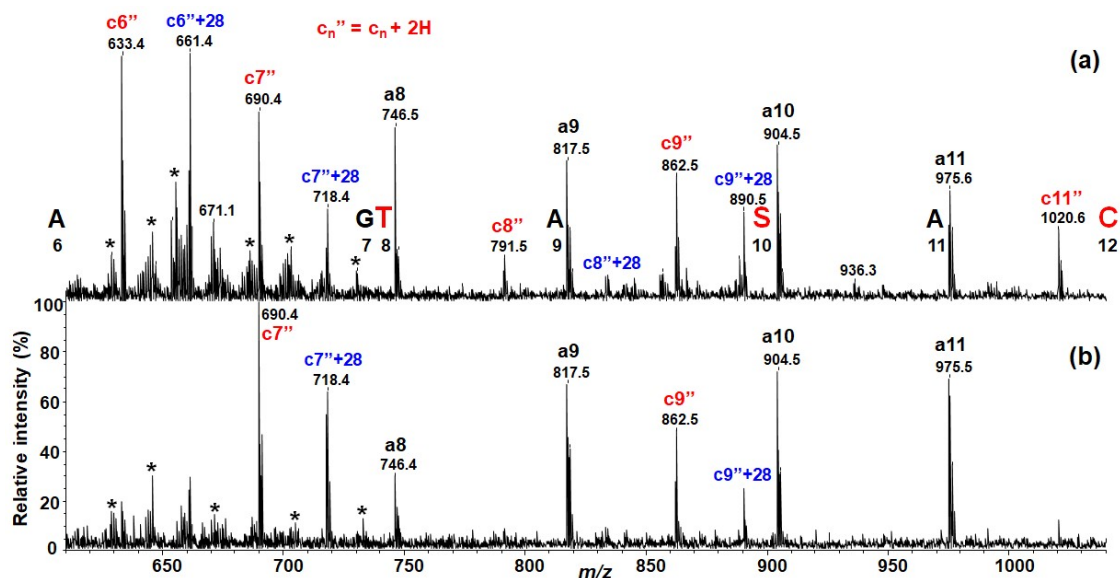 c6’’
633.4
c6’’+28
661.4
cn’’ = cn + 2H
(a)
c7’’
690.4
a8
746.5
a9
817.5
a10
904.5
c9’’
862.5
c7’’+28
718.4
c9’’+28
890.5
a11
975.6
c11’’
1020.6
*
*
671.1
*
*
*
*
c8’’
791.5
c8’’+28
936.3
A
6
G
7
T
8
A
9
S
10
A
11
C
12
Relative intensity (%)
100
80
60
40
20
0
690.4
c7’’
c7’’+28
718.4
a8
746.4
a9
817.5
c9’’
862.5
c9’’+28
a10
904.5
a11
975.5
(b)
*
*
*
*
*
650
700
750
800
850
900
950
1000
m/z